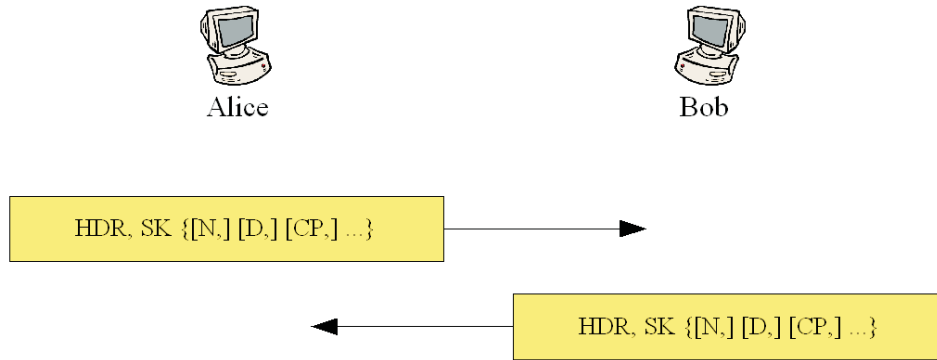 Alice
Bob
HDR, SK {[N,] [D,] [CP,] ...}
HDR, SK {[N,] [D,] [CP,] ...}